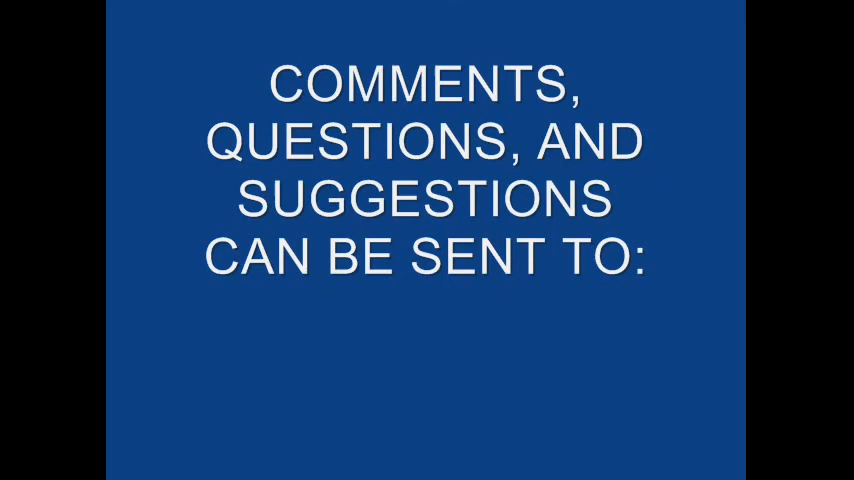 COMMENTS,
QUESTIONS, AND
SUGGESTIONS
CAN BE SENT TO: